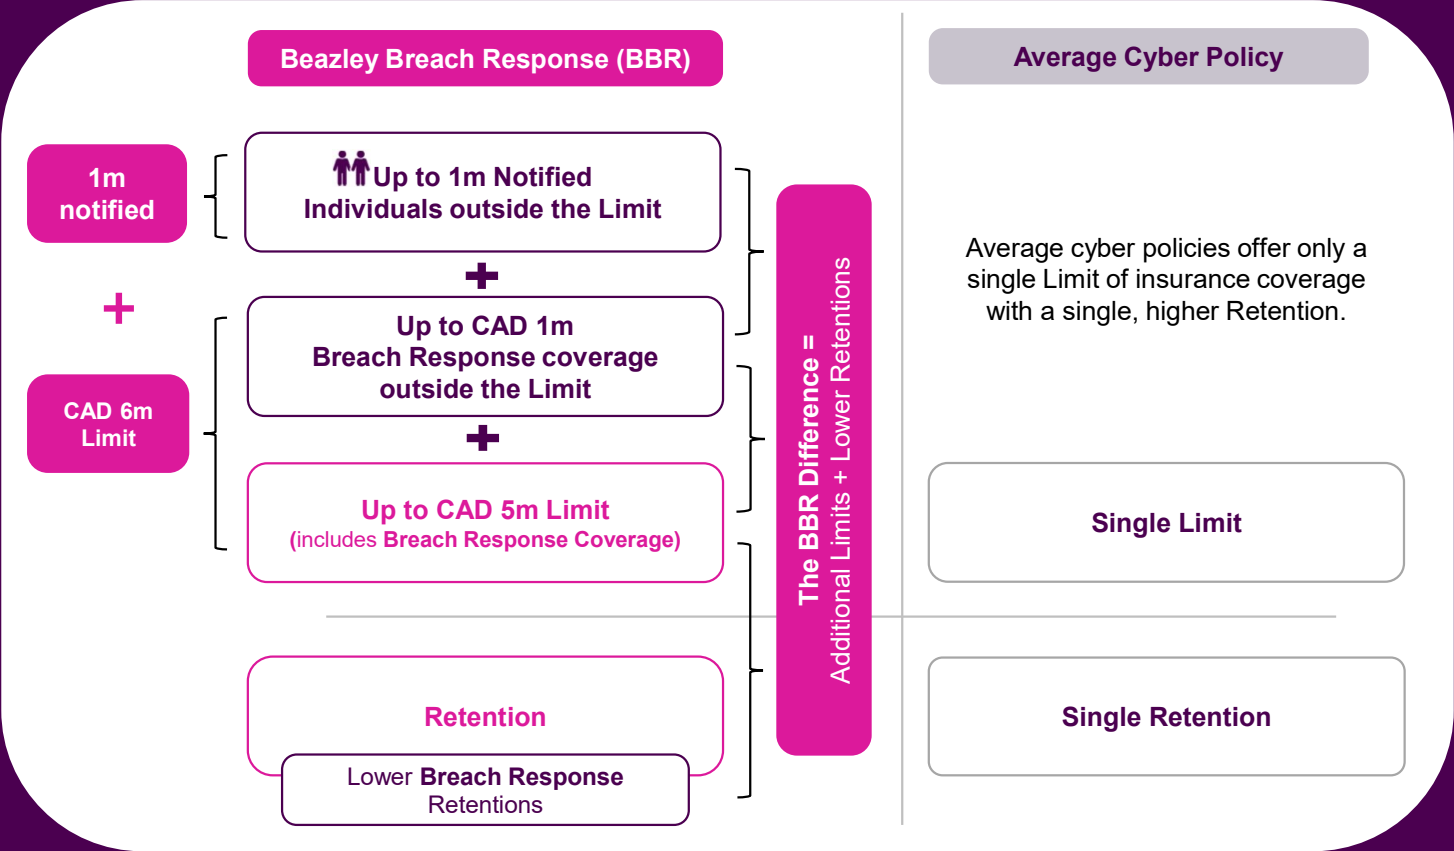 Beazley Breach Response (BBR)
Average Cyber Policy
1m
notified
+
CAD 6m
Limit
Up to 1m Notified
Individuals outside the Limit
+
Up to CAD 1m
Breach Response coverage
outside the Limit
+
Up to CAD 5m Limit
(includes Breach Response Coverage)
Retention
Lower Breach Response
Retentions
The BBR Difference =
Additional Limits + Lower Retentions
Average cyber policies offer only a
single Limit of insurance coverage
with a single, higher Retention.
Single Limit
Single Retention